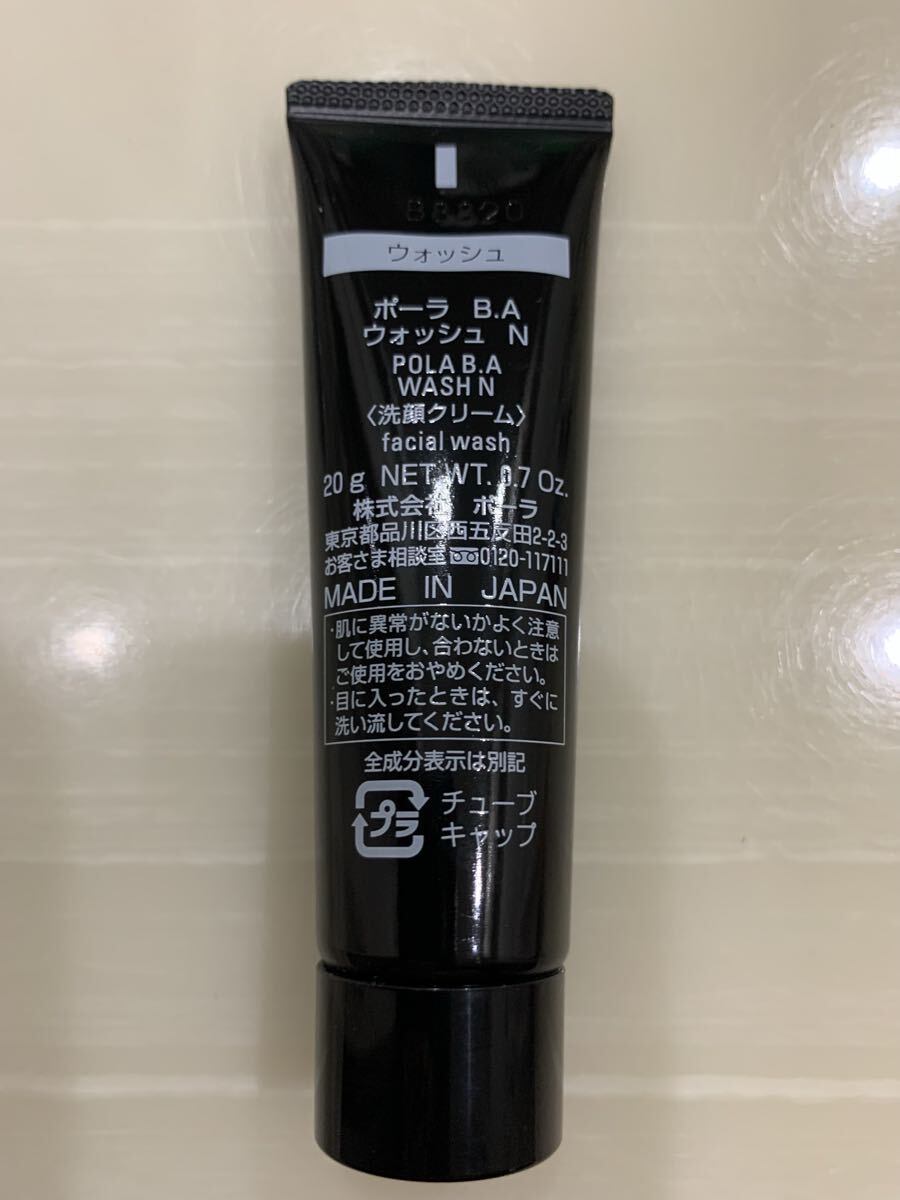 ウォッシュ
ポーラ B.A
ウォッシュ N
POLA B.A
WASH N
〈洗顔クリーム〉
facial wash
20 g NET WT. 0.7 Oz.
株式会社 ポーラ
東京都品川区西五反田2-2-3
お客さま相談室 0120-117111
MADE IN JAPAN
・肌に異常がないかよく注意
して使用し、合わないときは
ご使用をおやめください。
・目に入ったときは、すぐに
洗い流してください。
全成分表示は別記
プラ チューブ
キャップ